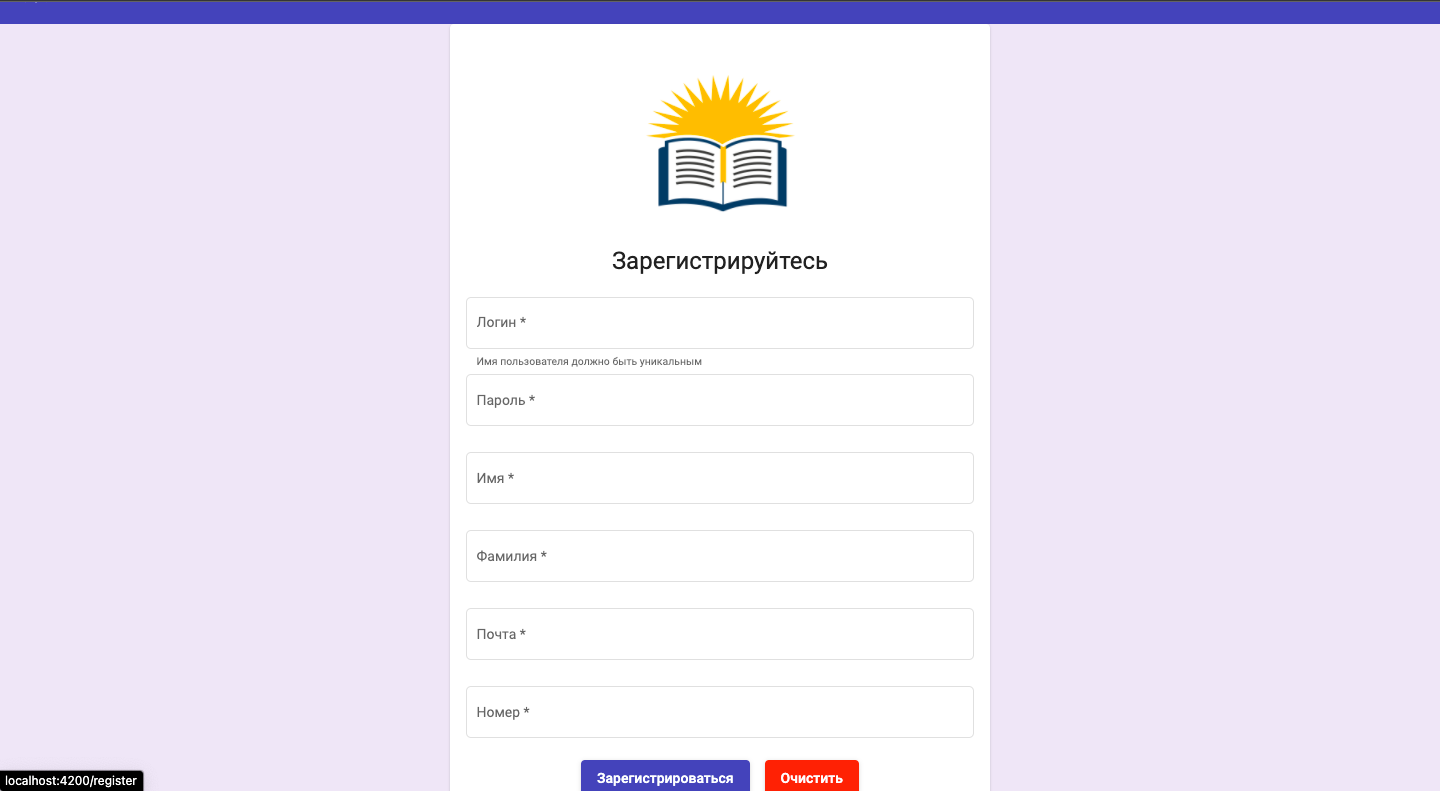 Зарегистрируйтесь
Логин *
Имя пользователя должно быть уникальным
Пароль *
Имя *
Фамилия *
Почта *
Номер *
Зарегистрироваться Очистить
localhost:4200/register